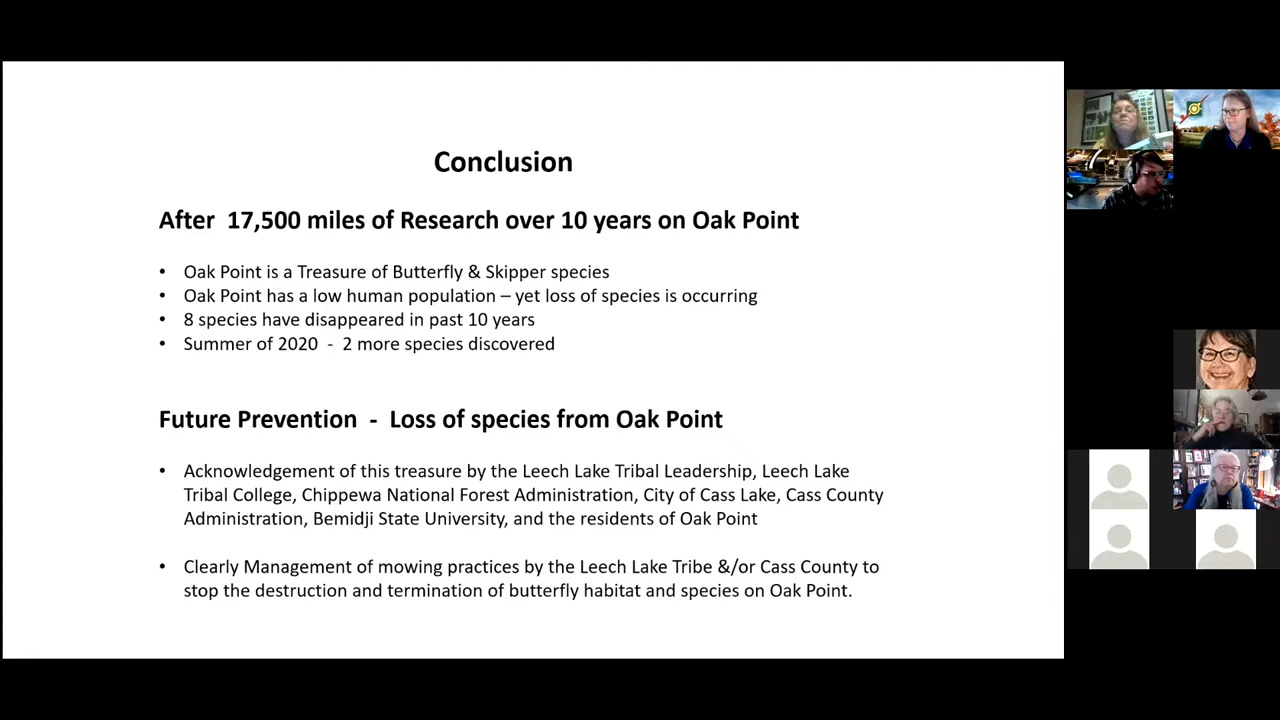 Conclusion
After 17,500 miles of Research over 10 years on Oak Point
• Oak Point is a Treasure of Butterfly & Skipper species
• Oak Point has a low human population – yet loss of species is occurring
• 8 species have disappeared in past 10 years
• Summer of 2020 - 2 more species discovered
Future Prevention - Loss of species from Oak Point
• Acknowledgement of this treasure by the Leech Lake Tribal Leadership, Leech Lake
Tribal College, Chippewa National Forest Administration, City of Cass Lake, Cass County
Administration, Bemidji State University, and the residents of Oak Point
• Clearly Management of mowing practices by the Leech Lake Tribe &/or Cass County to
stop the destruction and termination of butterfly habitat and species on Oak Point.